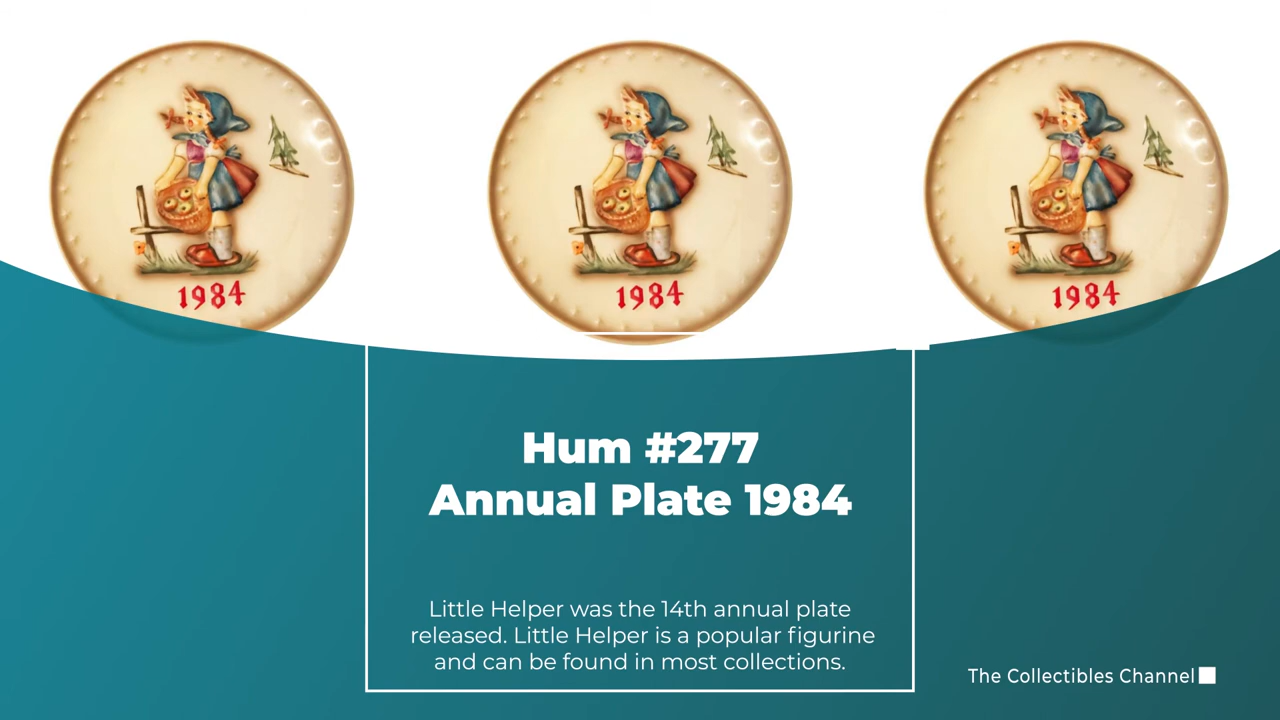 1984 1984 1984
Hum #277
Annual Plate 1984
Little Helper was the 14th annual plate
released. Little Helper is a popular figurine
and can be found in most collections.
The Collectibles Channel